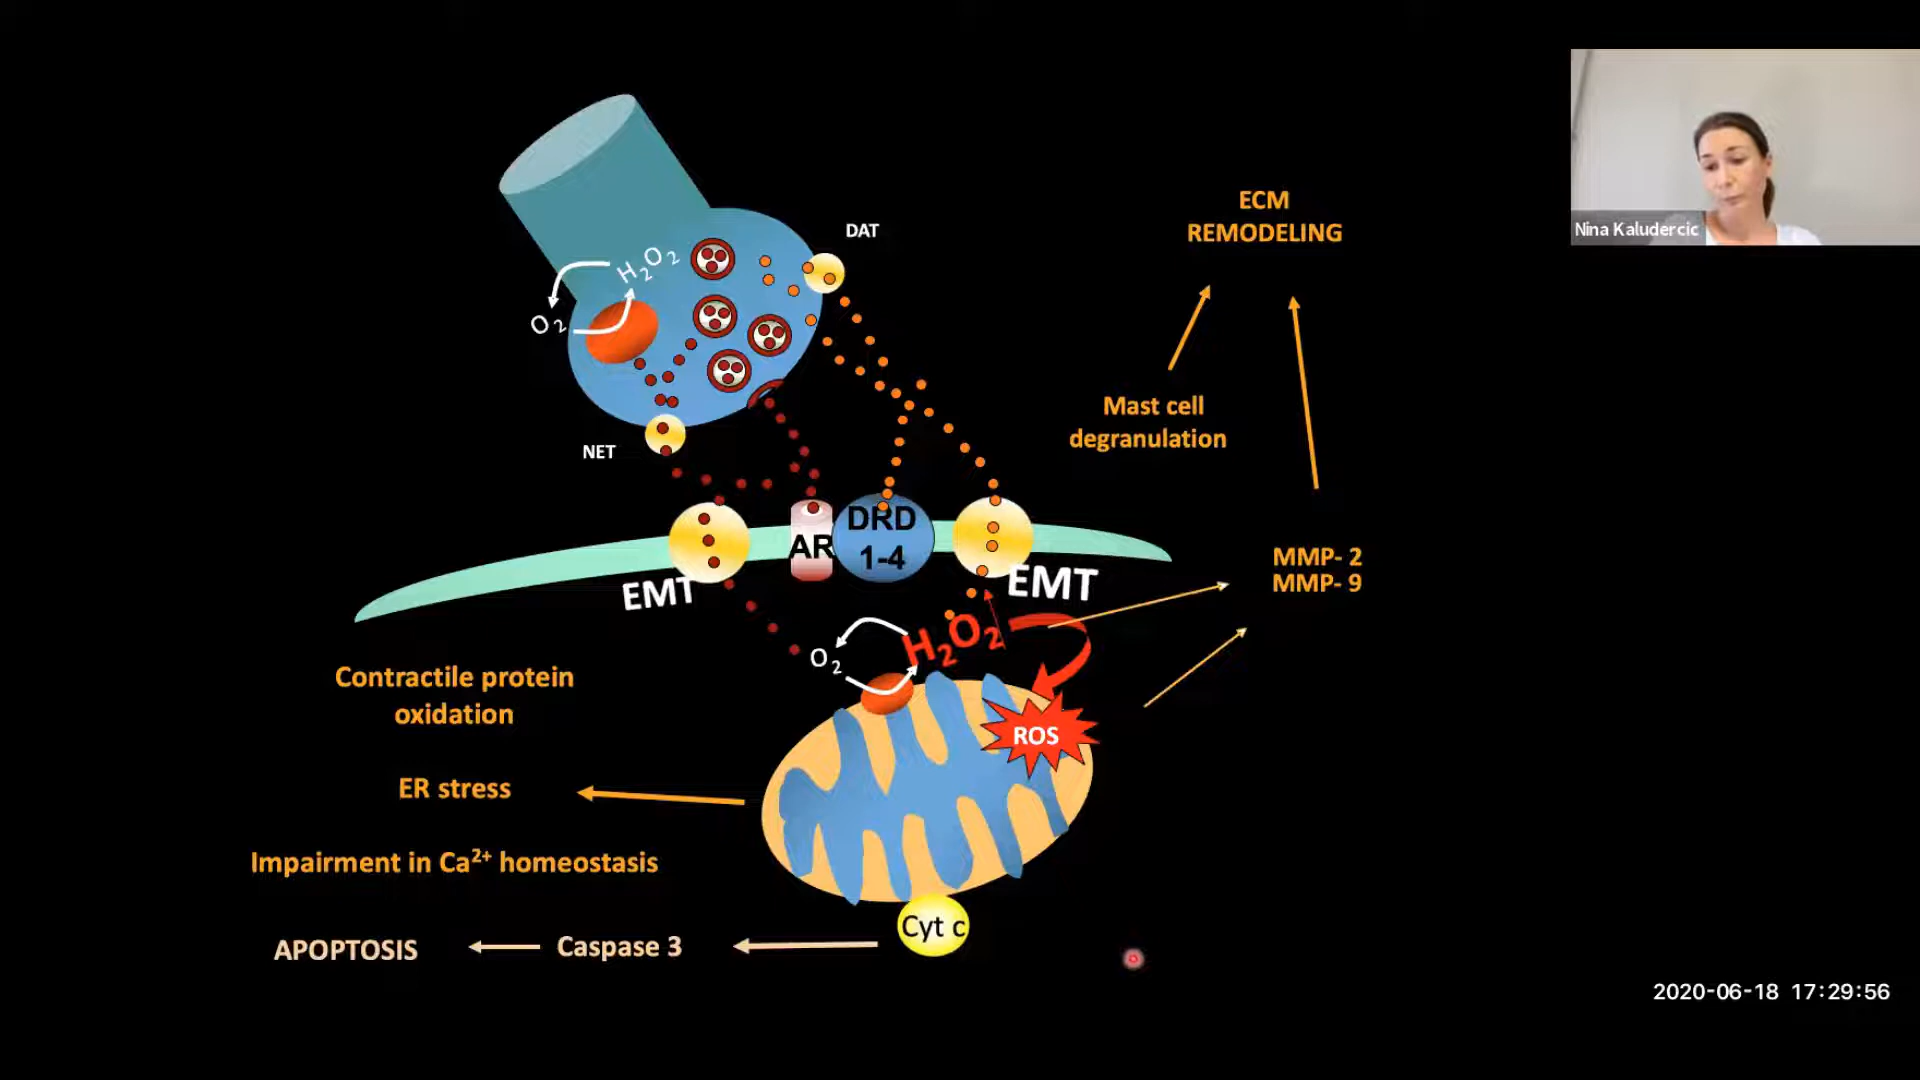 Nina Kaludercic
DAT
H₂O₂
O₂
NET
ECM
REMODELING
Mast cell
degranulation
AR
DRD
1-4
EMT
EMT
MMP- 2
MMP- 9
O₂
H₂O₂
ROS
Contractile protein
oxidation
ER stress
Impairment in Ca²⁺ homeostasis
Cyt c
Caspase 3
APOPTOSIS
2020-06-18 17:29:56